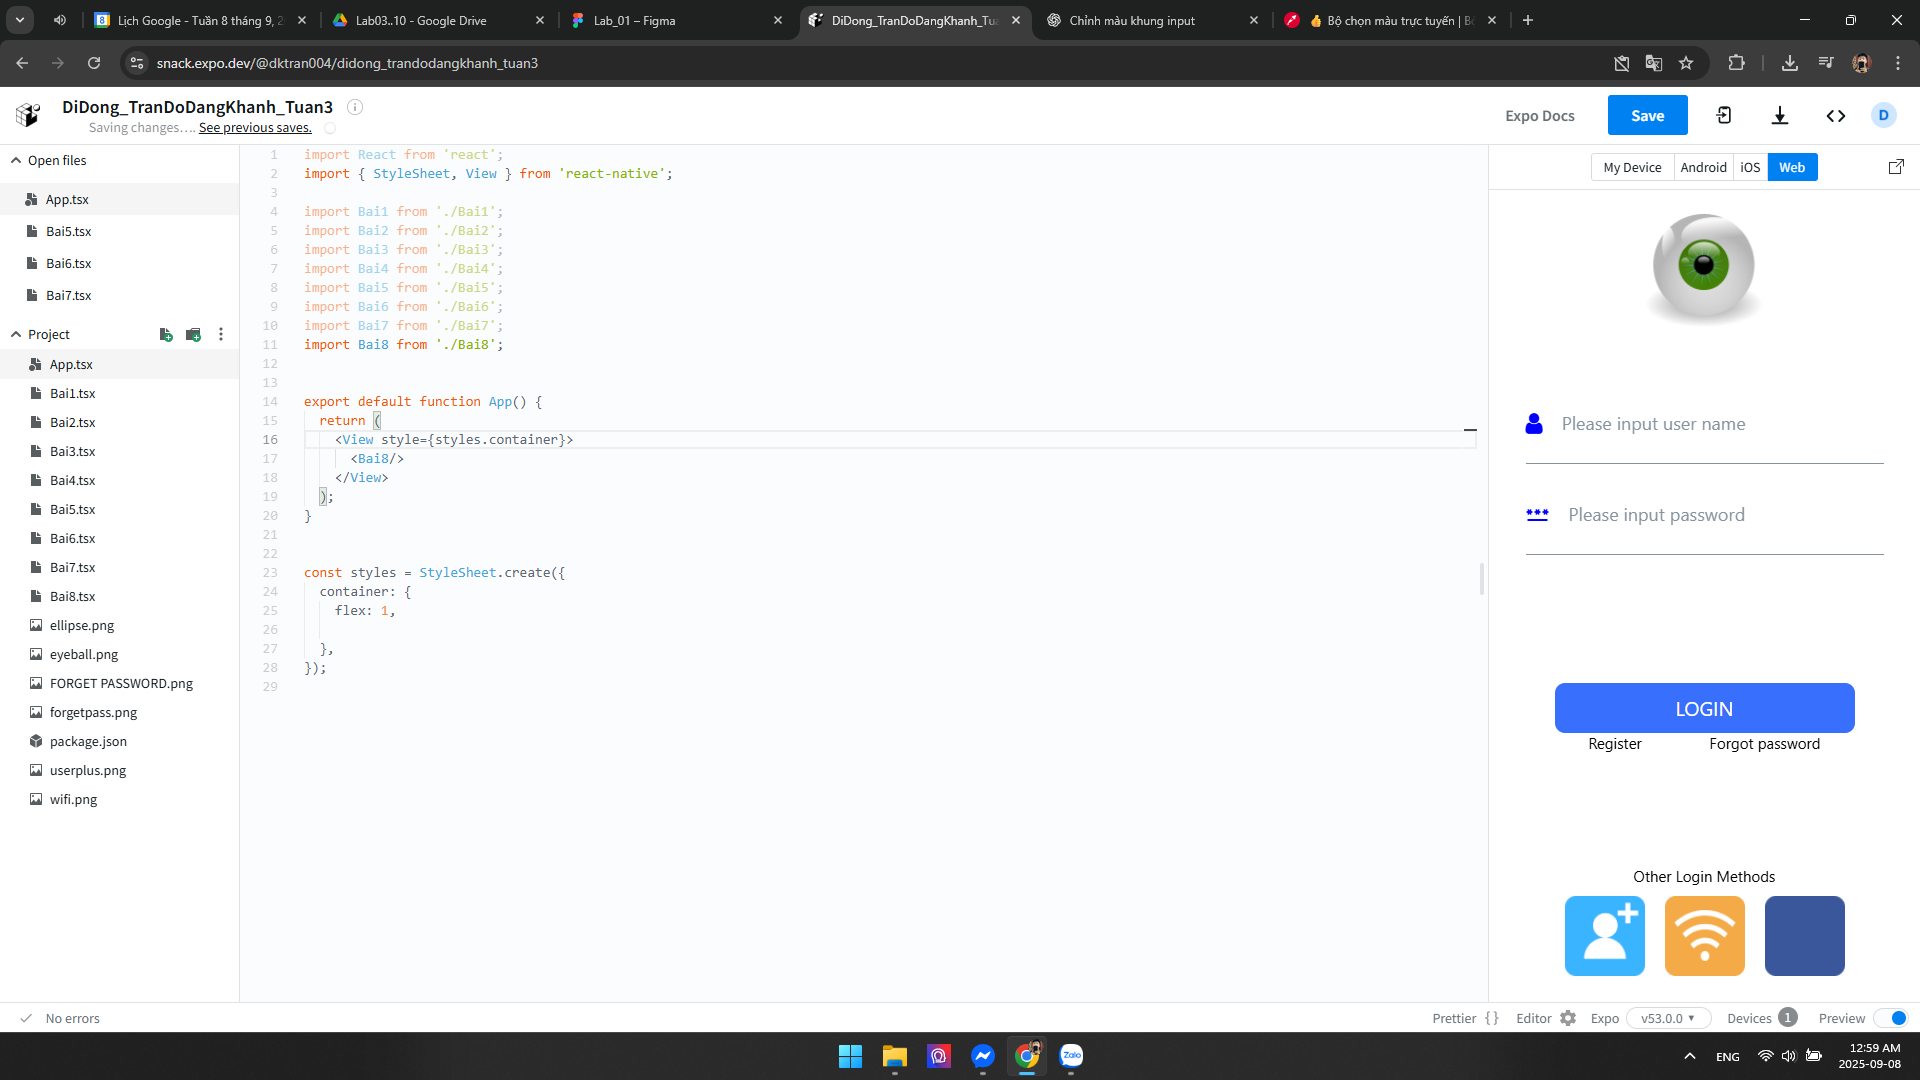 Lịch Google - Tuần 8 tháng 9, 2
Lab03..10 - Google Drive
Lab_01 – Figma
DiDong_TranDoDangKhanh_Tua
Chỉnh màu khung input
👍 Bộ chọn màu trực tuyến | Bộ
snack.expo.dev/@dktran004/didong_trandodangkhanh_tuan3
DiDong_TranDoDangKhanh_Tuan3
Saving changes…. See previous saves.
Expo Docs
Save
D
Open files
App.tsx
Bai5.tsx
Bai6.tsx
Bai7.tsx
Project
App.tsx
Bai1.tsx
Bai2.tsx
Bai3.tsx
Bai4.tsx
Bai5.tsx
Bai6.tsx
Bai7.tsx
Bai8.tsx
ellipse.png
eyeball.png
FORGET PASSWORD.png
forgetpass.png
package.json
userplus.png
wifi.png
1 import React from 'react';
2 import { StyleSheet, View } from 'react-native';
3
4 import Bai1 from './Bai1';
5 import Bai2 from './Bai2';
6 import Bai3 from './Bai3';
7 import Bai4 from './Bai4';
8 import Bai5 from './Bai5';
9 import Bai6 from './Bai6';
10 import Bai7 from './Bai7';
11 import Bai8 from './Bai8';
12
13
14 export default function App() {
15 return (
16 <View style={styles.container}>
17 <Bai8/>
18 </View>
19 );
20 }
21
22
23 const styles = StyleSheet.create({
24 container: {
25 flex: 1,
26
27 },
28 });
29
My Device
Android
iOS
Web
Please input user name
Please input password
LOGIN
Register
Forgot password
Other Login Methods
No errors
Prettier { }
Editor
Expo
v53.0.0
Devices 1
Preview
Zalo
ENG
12:59 AM
2025-09-08